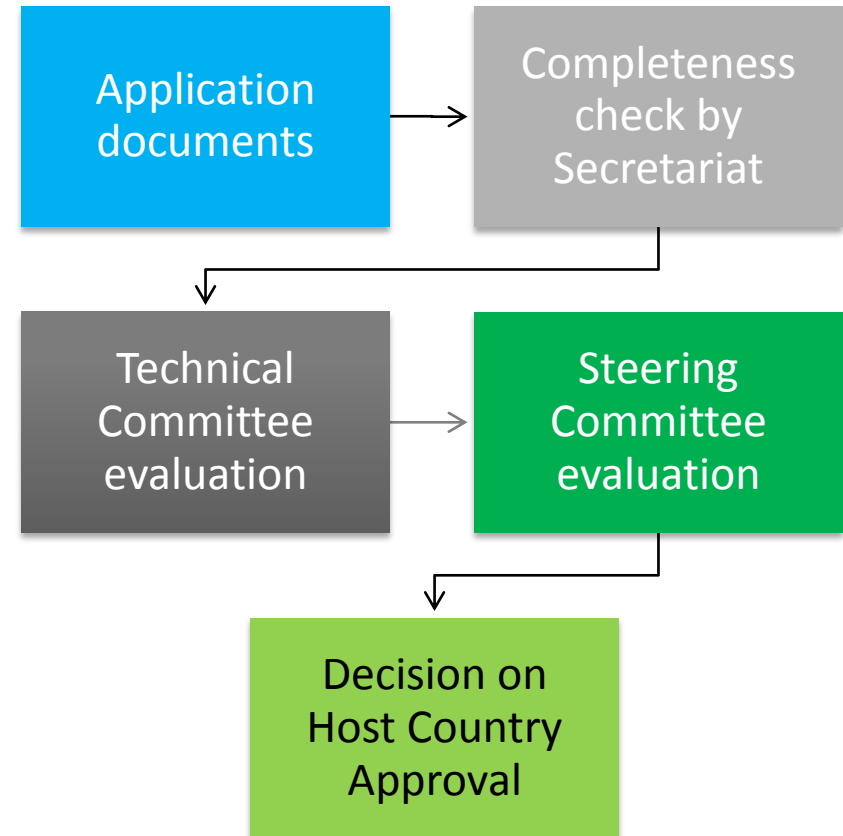 Application
documents
Completeness
check by
Secretariat
Technical
Committee
evaluation
Steering
Committee
evaluation
Decision on
Host Country
Approval